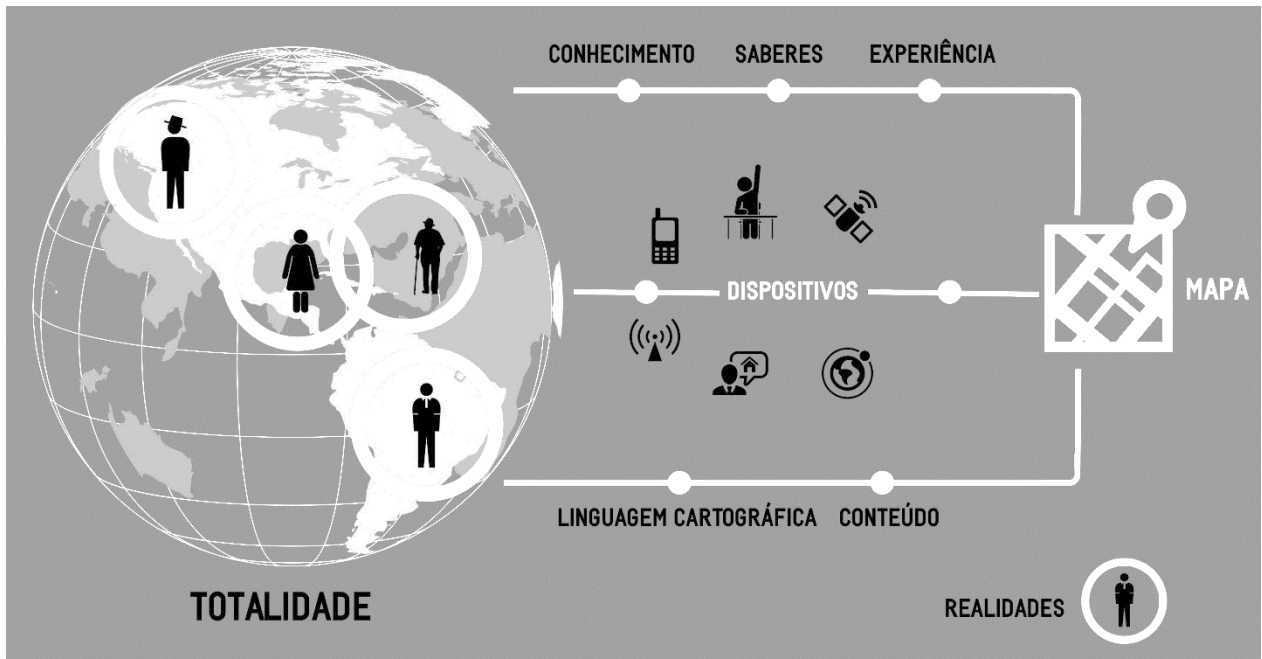 CONHECIMENTO SABERES EXPERIÊNCIA
DISPOSITIVOS
MAPA
LINGUAGEM CARTOGRÁFICA CONTEÚDO
TOTALIDADE
REALIDADES